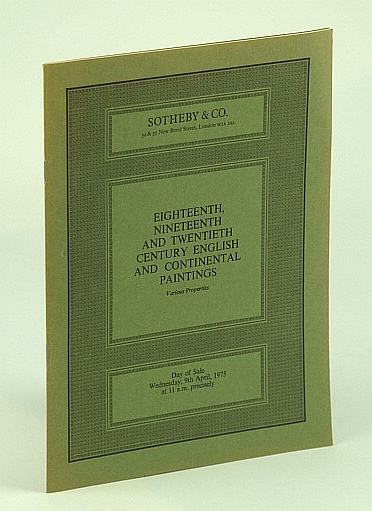 SOTHEBY & CO.
34 & 35 New Bond Street, London W1A 2AA
EIGHTEENTH,
NINETEENTH
AND TWENTIETH
CENTURY ENGLISH
AND CONTINENTAL
PAINTINGS
Various Properties
Day of Sale
Wednesday, 9th April, 1975
at 11 a.m. precisely